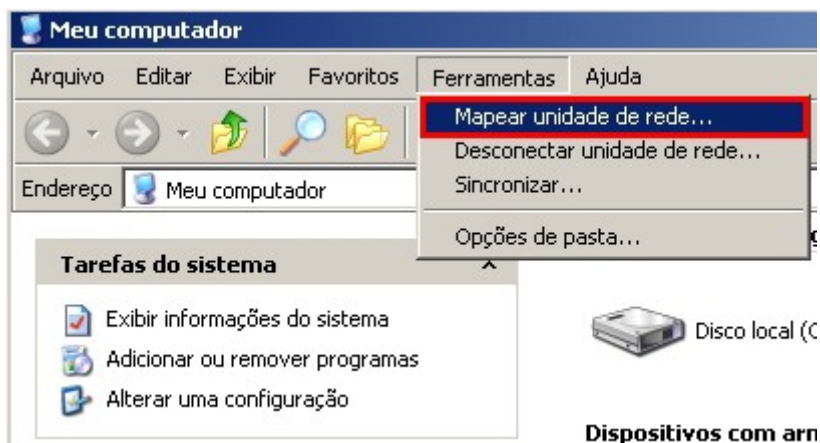 Meu computador
Arquivo Editar Exibir Favoritos Ferramentas Ajuda
Mapear unidade de rede...
Desconectar unidade de rede...
Sincronizar...
Opções de pasta...
Endereço Meu computador
Tarefas do sistema
Exibir informações do sistema
Adicionar ou remover programas
Alterar uma configuração
Disco local (C
Dispositivos com arm